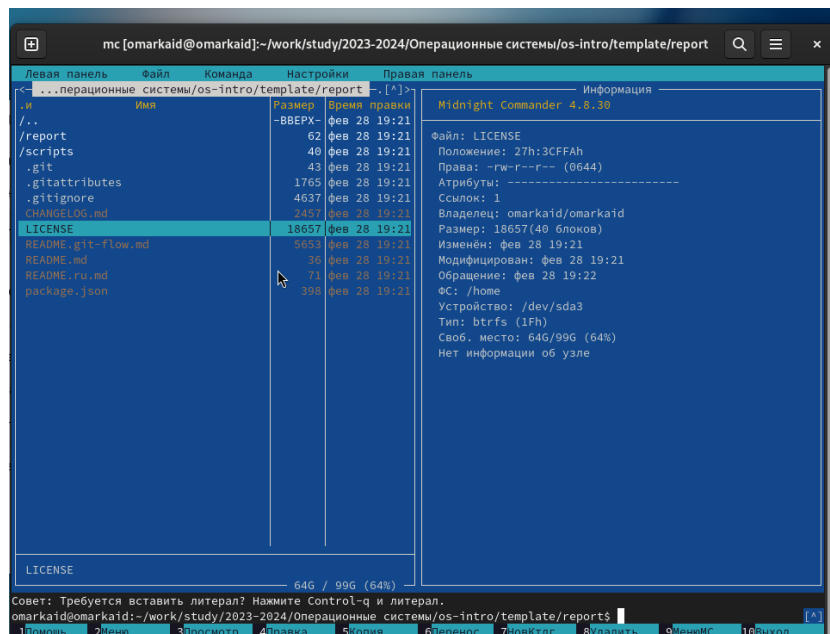 mc [omarkaid@omarkaid]:~/work/study/2023-2024/Операционные системы/os-intro/template/report
Левая панель Файл Команда Настройки Правая панель
<— ...перационные системы/os-intro/template/report —.[^]>
.и Имя Размер Время правки
/.. -ВВЕРХ- фев 28 19:21
/report 62 фев 28 19:21
/scripts 40 фев 28 19:21
.git 43 фев 28 19:21
.gitattributes 1765 фев 28 19:21
.gitignore 4637 фев 28 19:21
CHANGELOG.md 2457 фев 28 19:21
LICENSE 18657 фев 28 19:21
README.git-flow.md 5653 фев 28 19:21
README.md 36 фев 28 19:21
README.ru.md 71 фев 28 19:21
package.json 398 фев 28 19:21
LICENSE
64G / 99G (64%)
Информация
Midnight Commander 4.8.30
Файл: LICENSE
Положение: 27h:3CFFAh
Права: -rw-r--r-- (0644)
Атрибуты: -------------------------
Ссылок: 1
Владелец: omarkaid/omarkaid
Размер: 18657(40 блоков)
Изменён: фев 28 19:21
Модифицирован: фев 28 19:21
Обращение: фев 28 19:22
ФС: /home
Устройство: /dev/sda3
Тип: btrfs (1Fh)
Своб. место: 64G/99G (64%)
Нет информации об узле
Совет: Требуется вставить литерал? Нажмите Control-q и литерал.
omarkaid@omarkaid:~/work/study/2023-2024/Операционные системы/os-intro/template/report$ [^]
1Помощь 2Меню 3Просмотр 4Правка 5Копия 6Перенос 7НовКтлг 8Удалить 9МенюMC 10Выход